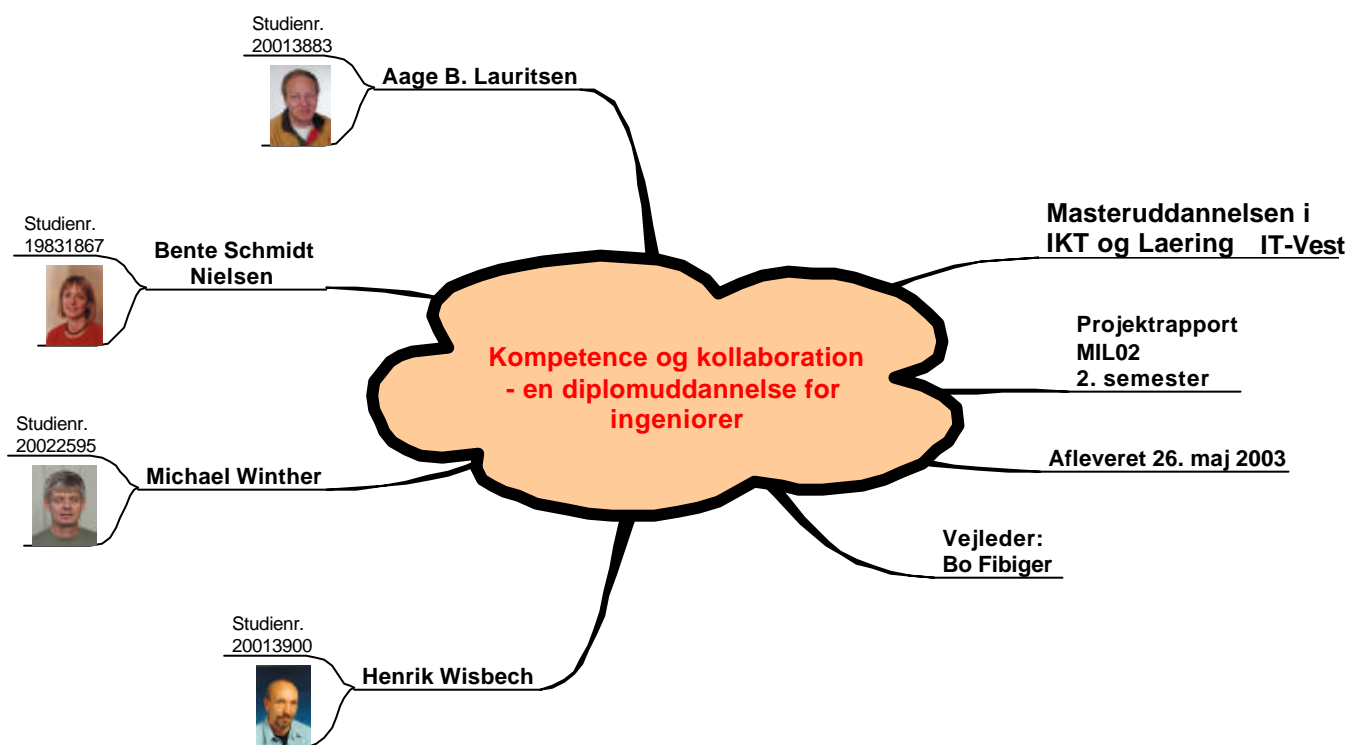 Studienr.
20013883
Aage B. Lauritsen
Studienr.
19831867
Bente Schmidt
Nielsen
Studienr.
20022595
Michael Winther
Studienr.
20013900
Henrik Wisbech
Kompetence og kollaboration
- en diplomuddannelse for
ingeniorer
Masteruddannelsen i
IKT og Laering IT-Vest
Projektrapport
MIL02
2. semester
Afleveret 26. maj 2003
Vejleder:
Bo Fibiger